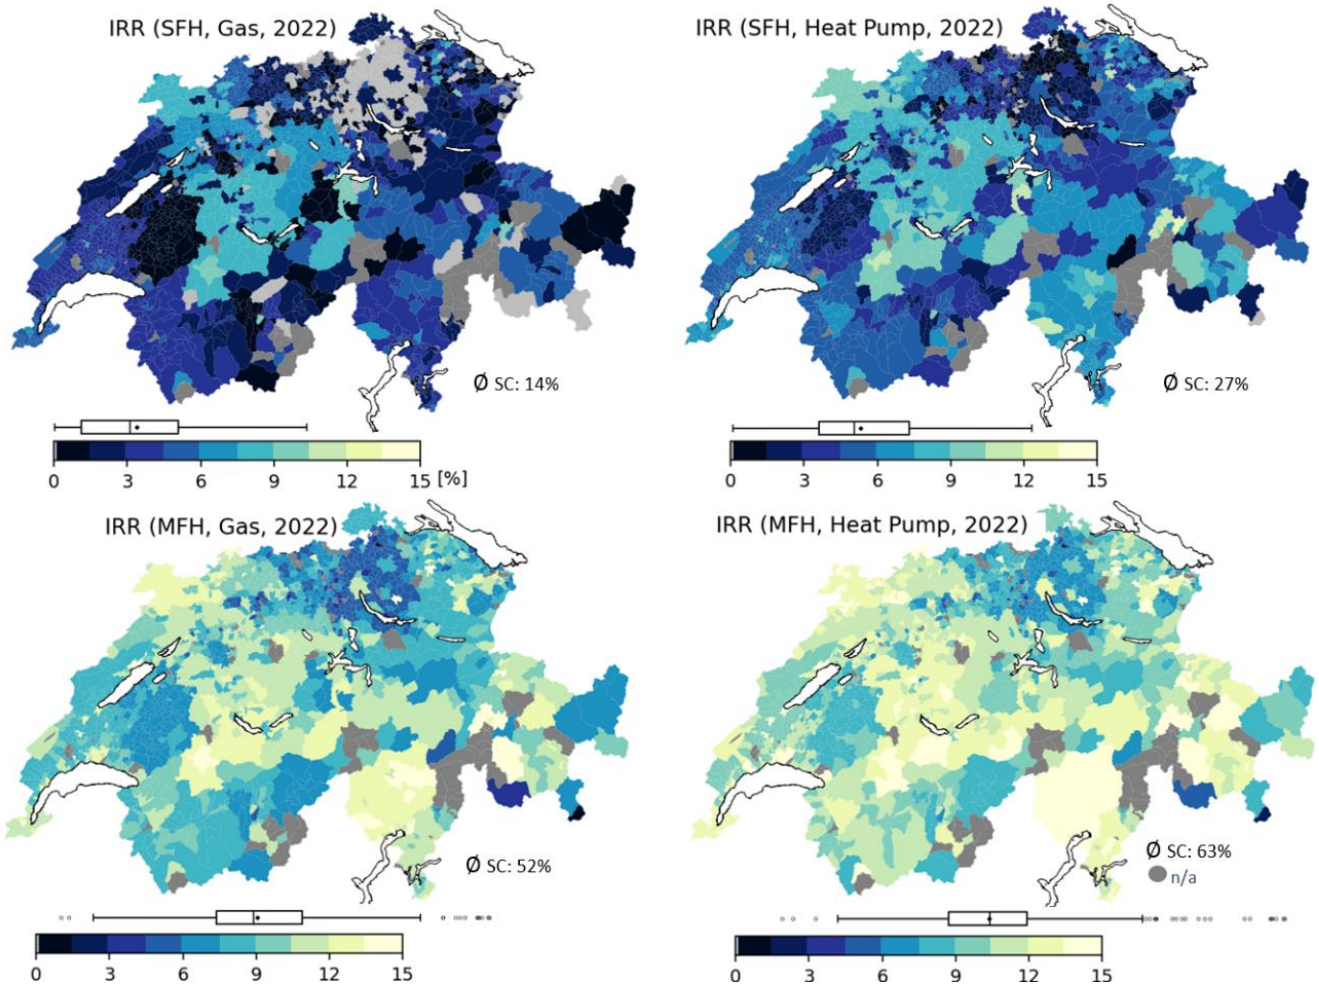 IRR (SFH, Gas, 2022)
Ø SC: 14%
0 3 6 9 12 15 [%]
IRR (SFH, Heat Pump, 2022)
Ø SC: 27%
0 3 6 9 12 15
IRR (MFH, Gas, 2022)
Ø SC: 52%
0 3 6 9 12 15
IRR (MFH, Heat Pump, 2022)
Ø SC: 63%
n/a
0 3 6 9 12 15